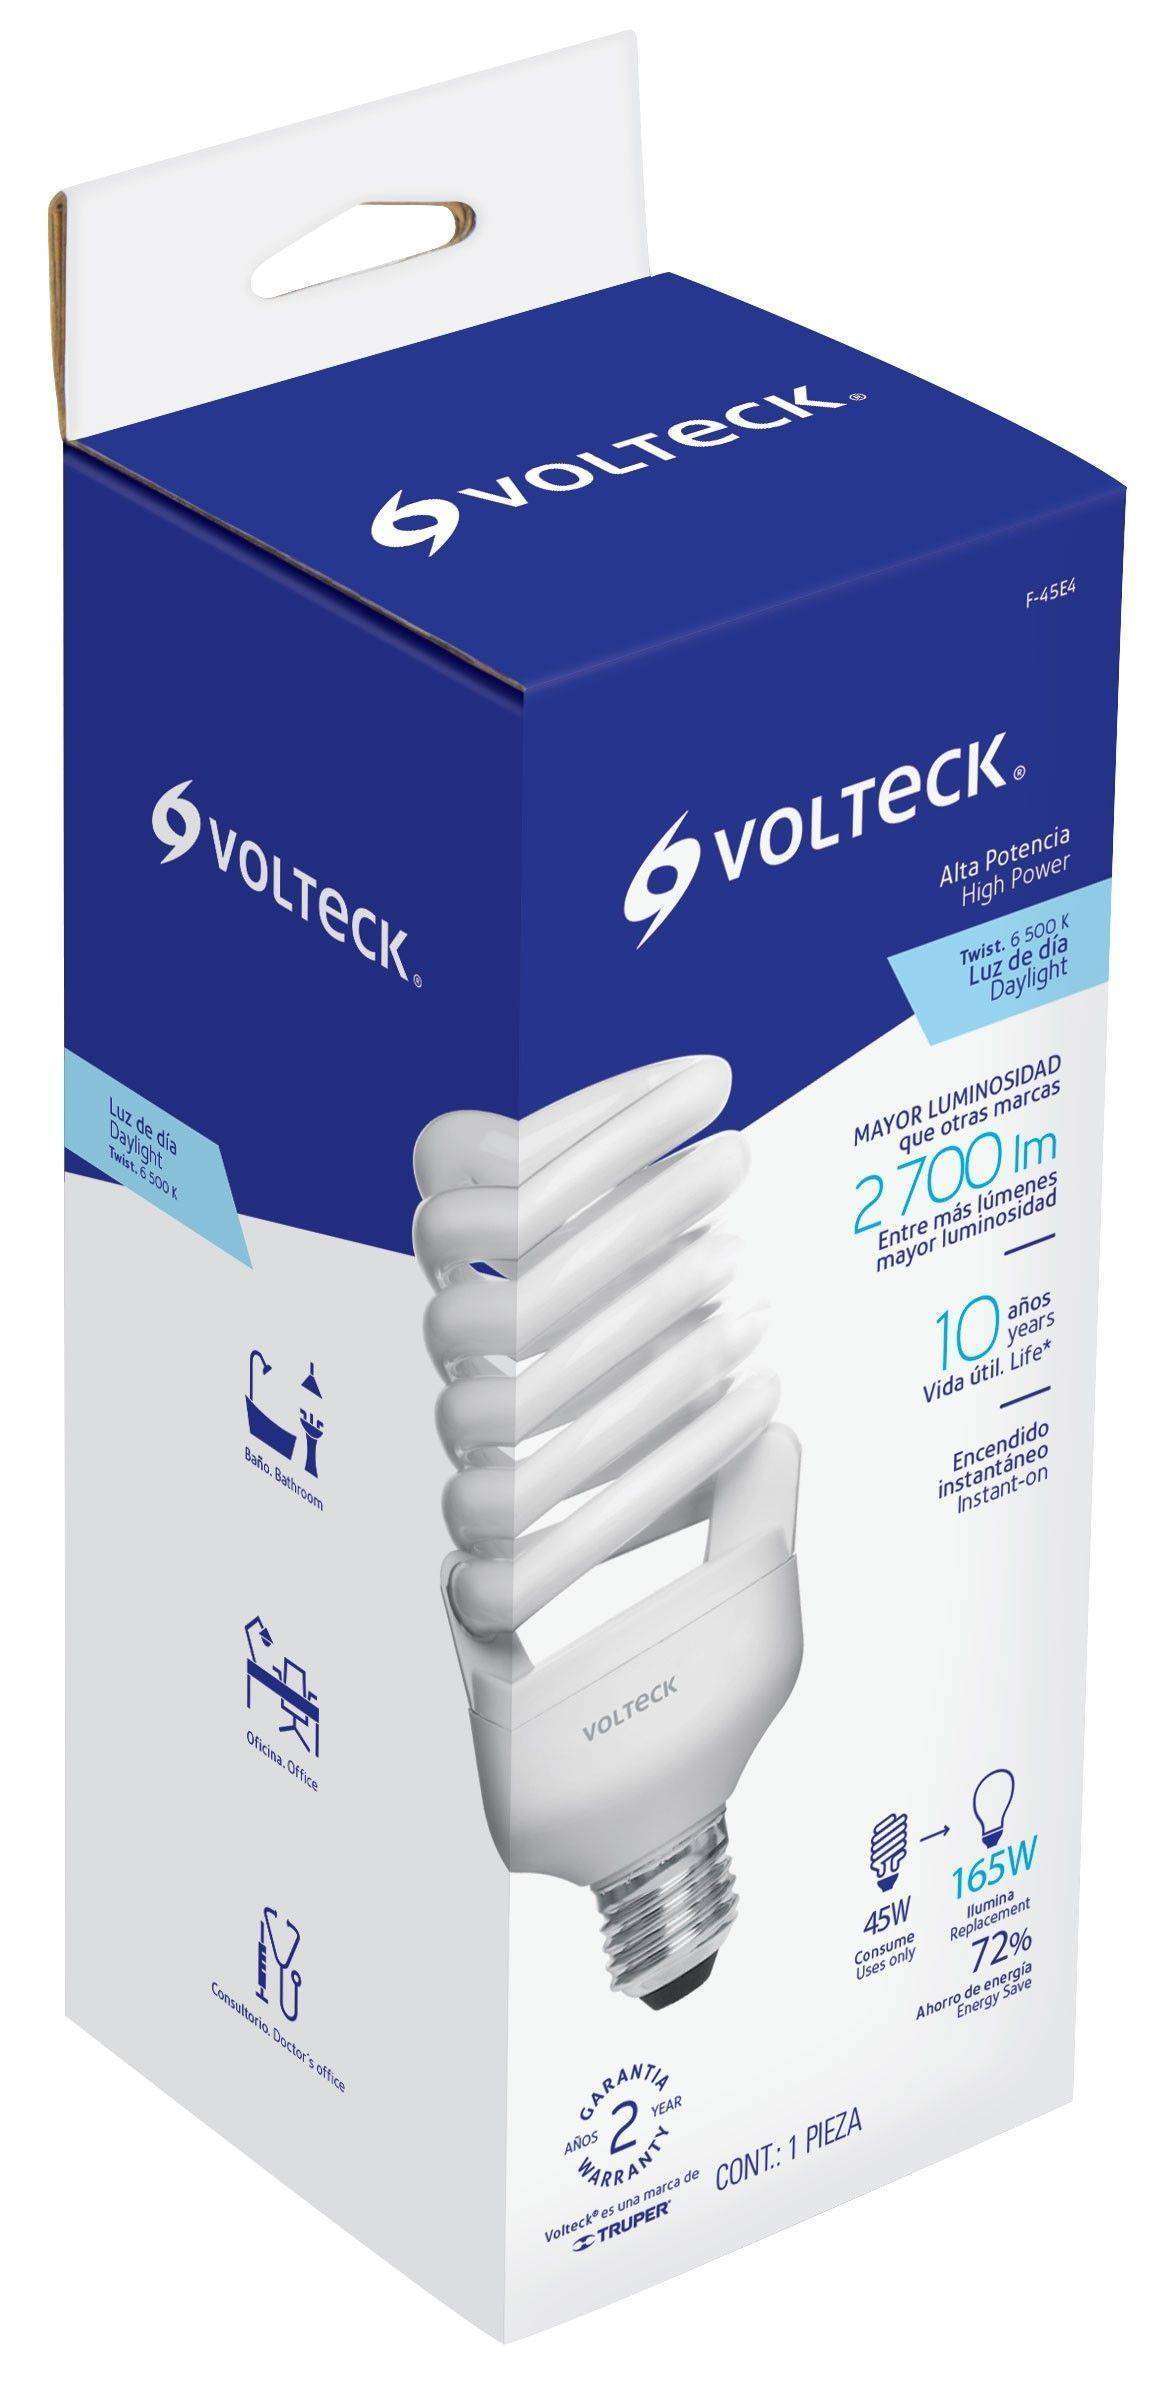 VOLTECK®
F-45E4
VOLTECK®
Alta Potencia
High Power
Twist. 6 500 K
Luz de día
Daylight
MAYOR LUMINOSIDAD
que otras marcas
2 700 lm
Entre más lúmenes
mayor luminosidad
10 años
years
Vida útil. Life*
Encendido
instantáneo
Instant-on
VOLTECK
45W
Consume
Uses only
165W
Ilumina
Replacement
72%
Ahorro de energía
Energy Save
GARANTIA
AÑOS 2 YEAR
WARRANTY
Volteck® es una marca de
TRUPER®
CONT.: 1 PIEZA
VOLTECK®
Luz de día
Daylight
Twist. 6 500 K
Baño. Bathroom
Oficina. Office
Consultorio. Doctor´s office